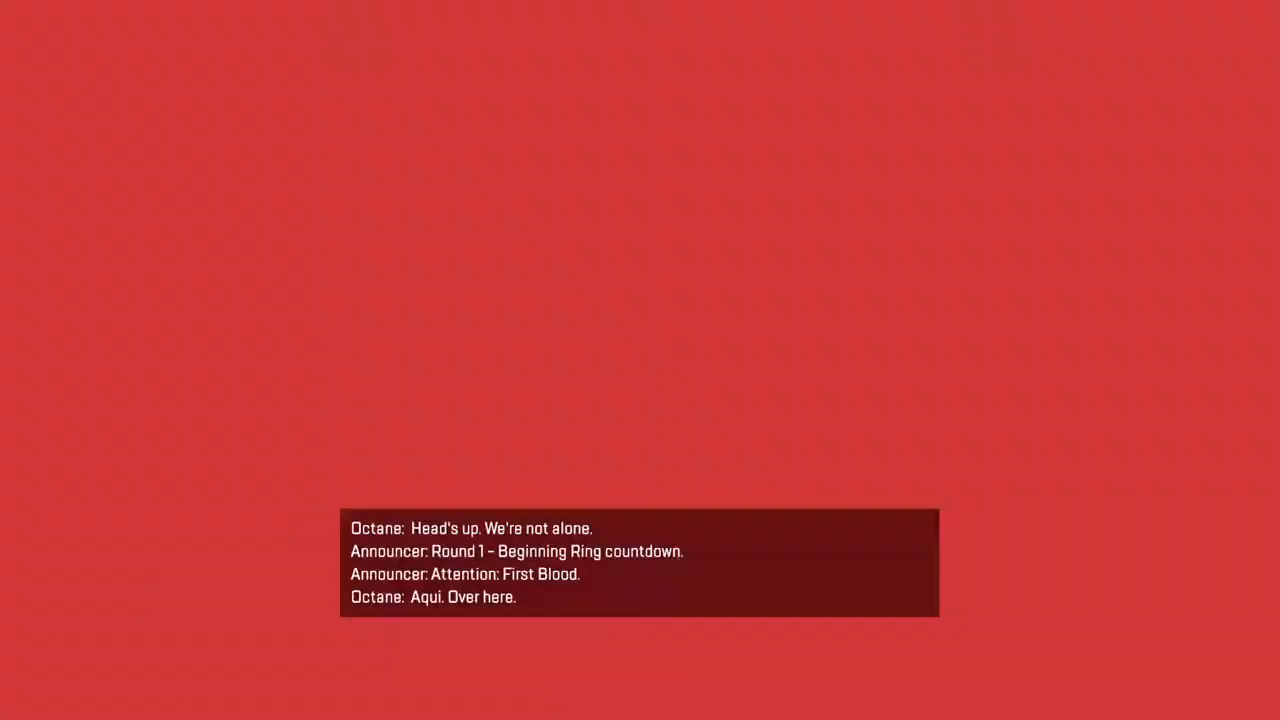 Octane: Head's up. We're not alone.
Announcer: Round 1 - Beginning Ring countdown.
Announcer: Attention: First Blood.
Octane: Aqui. Over here.